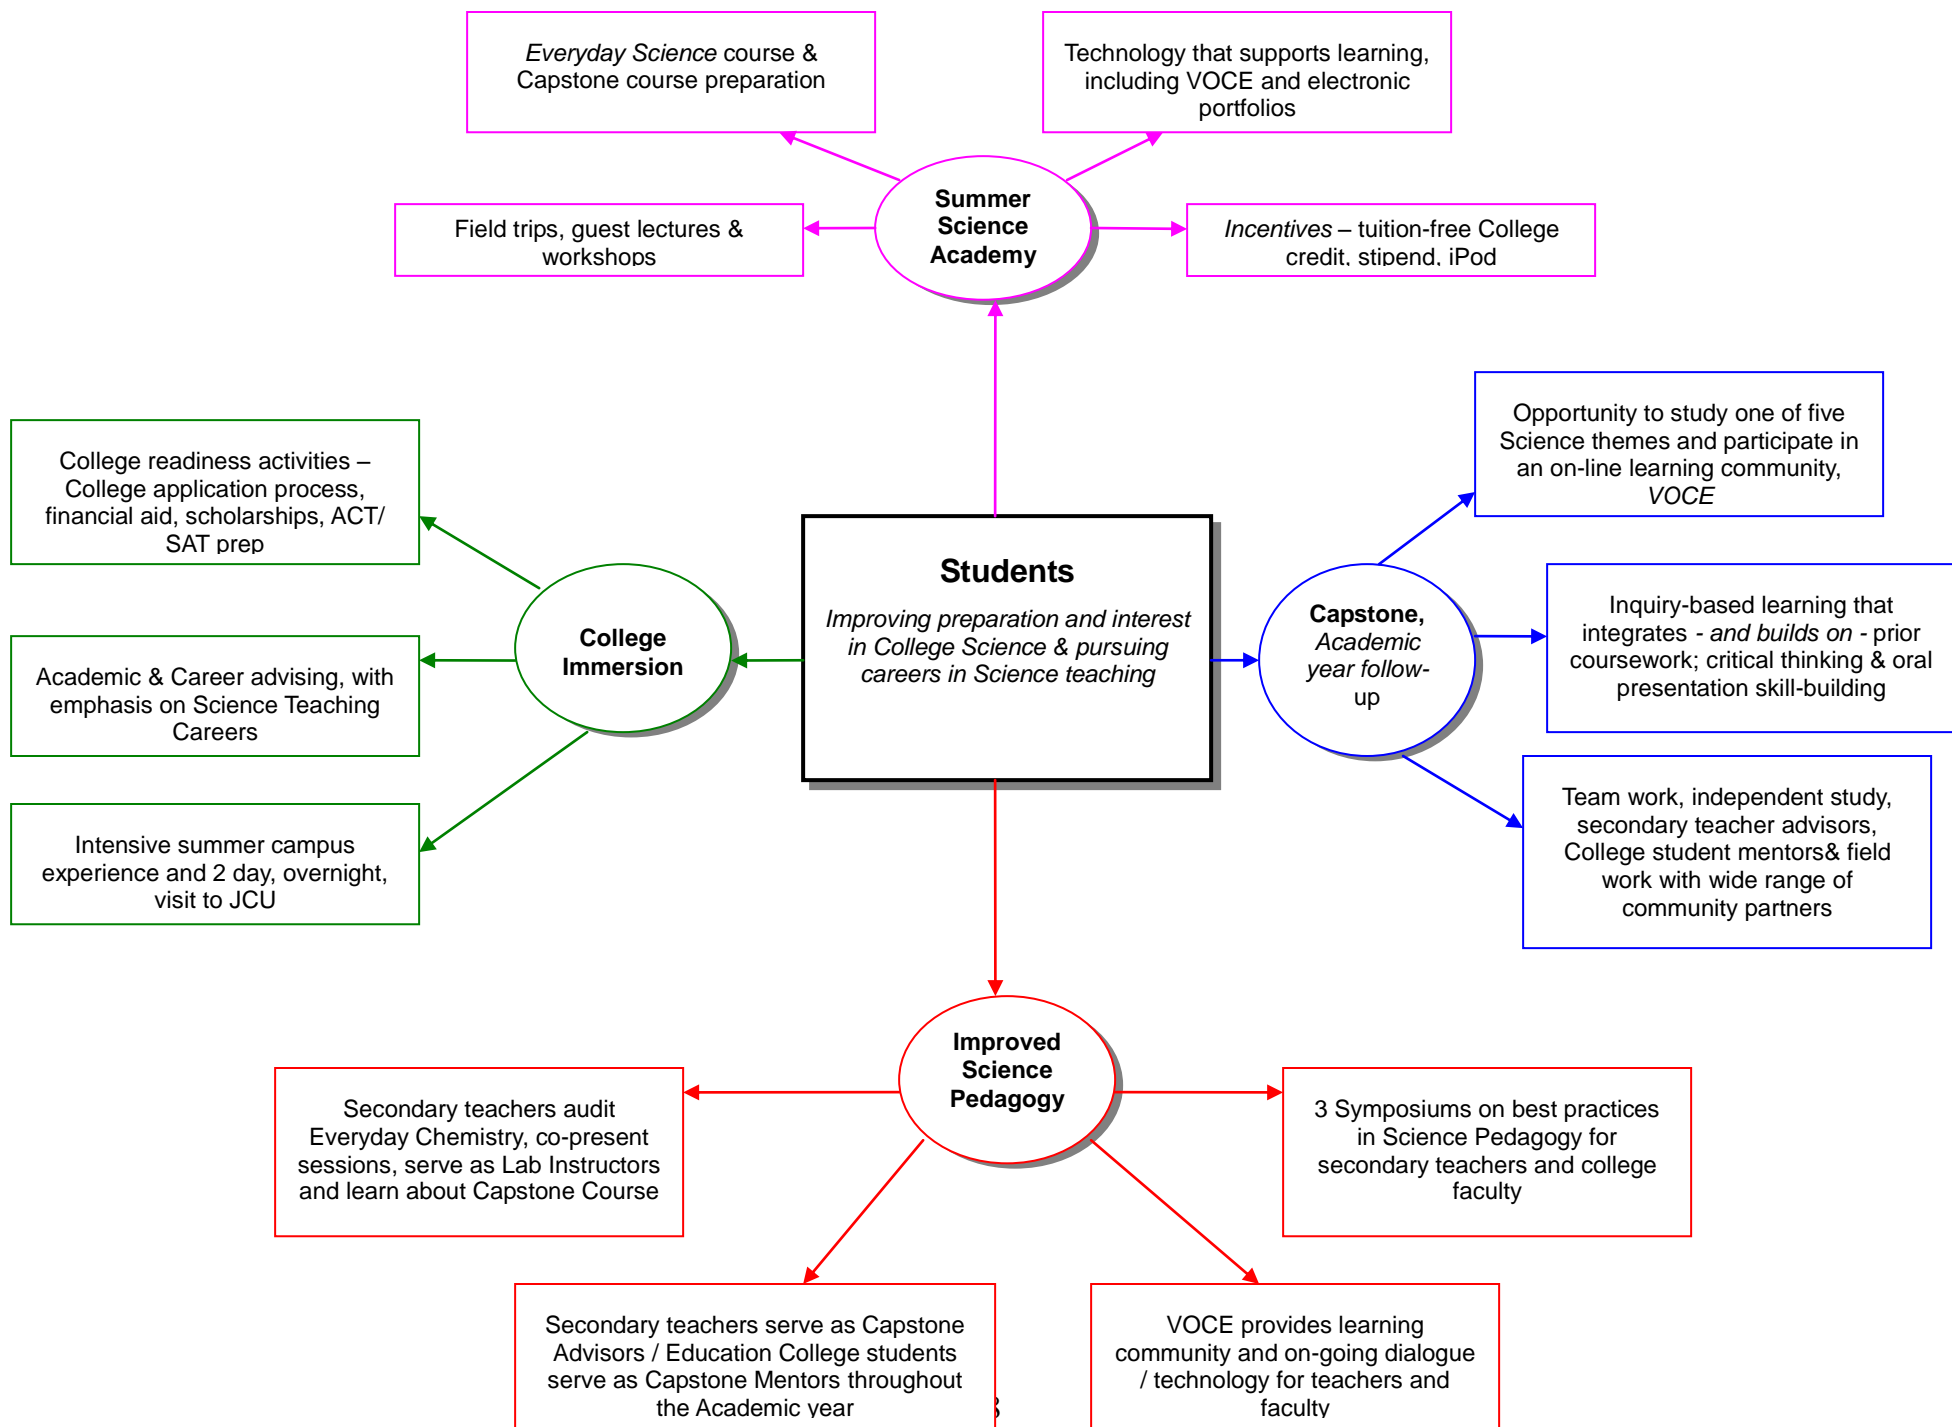 Everyday Science course &
Capstone course preparation
Technology that supports learning,
including VOCE and electronic
portfolios
Summer
Science
Academy
Field trips, guest lectures &
workshops
Incentives – tuition-free College
credit, stipend, iPod
Opportunity to study one of five
Science themes and participate in
an on-line learning community,
VOCE
College readiness activities –
College application process,
financial aid, scholarships, ACT/
SAT prep
Students
Improving preparation and interest
in College Science & pursuing
careers in Science teaching
College
Immersion
Capstone,
Academic
year follow-
up
Inquiry-based learning that
integrates - and builds on - prior
coursework; critical thinking & oral
presentation skill-building
Academic & Career advising, with
emphasis on Science Teaching
Careers
Team work, independent study,
secondary teacher advisors,
College student mentors& field
work with wide range of
community partners
Intensive summer campus
experience and 2 day, overnight,
visit to JCU
Improved
Science
Pedagogy
Secondary teachers audit
Everyday Chemistry, co-present
sessions, serve as Lab Instructors
and learn about Capstone Course
3 Symposiums on best practices
in Science Pedagogy for
secondary teachers and college
faculty
Secondary teachers serve as Capstone
Advisors / Education College students
serve as Capstone Mentors throughout
the Academic year
VOCE provides learning
community and on-going dialogue
/ technology for teachers and
faculty